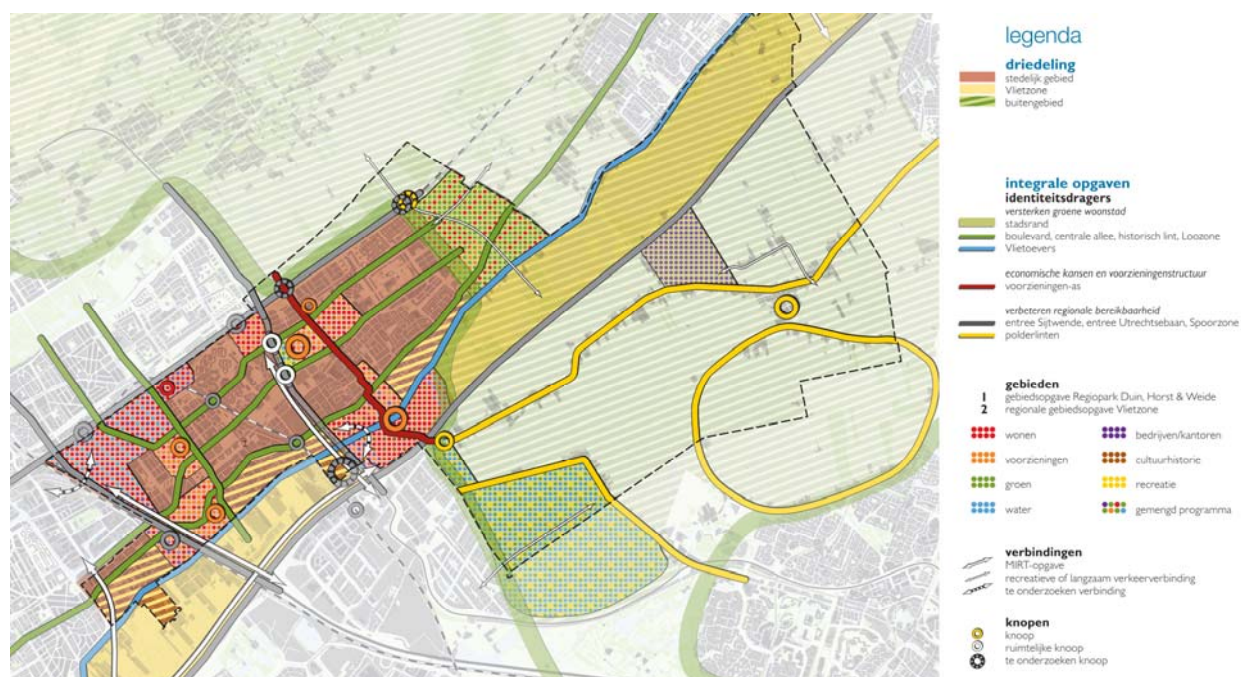 legenda
driedeling
stedelijk gebied
Vlietzone
buitengebied
integrale opgaven
identiteitsdragers
versterken groene woonstad
stadsrand
boulevard, centrale allee, historisch lint, Loozone
Vlietoevers
economische kansen en voorzieningenstructuur
voorzieningen-as
verbeteren regionale bereikbaarheid
entree Sijtwende, entree Utrechtsebaan, Spoorzone
polderlinten
gebieden
1 gebiedsopgave Regiopark Duin, Horst & Weide
2 regionale gebiedsopgave Vlietzone
wonen bedrijven/kantoren
voorzieningen cultuurhistorie
groen recreatie
water gemengd programma
verbindingen
MIRT-opgave
recreatieve of langzaam verkeerverbinding
te onderzoeken verbinding
knopen
knoop
ruimtelijke knoop
te onderzoeken knoop